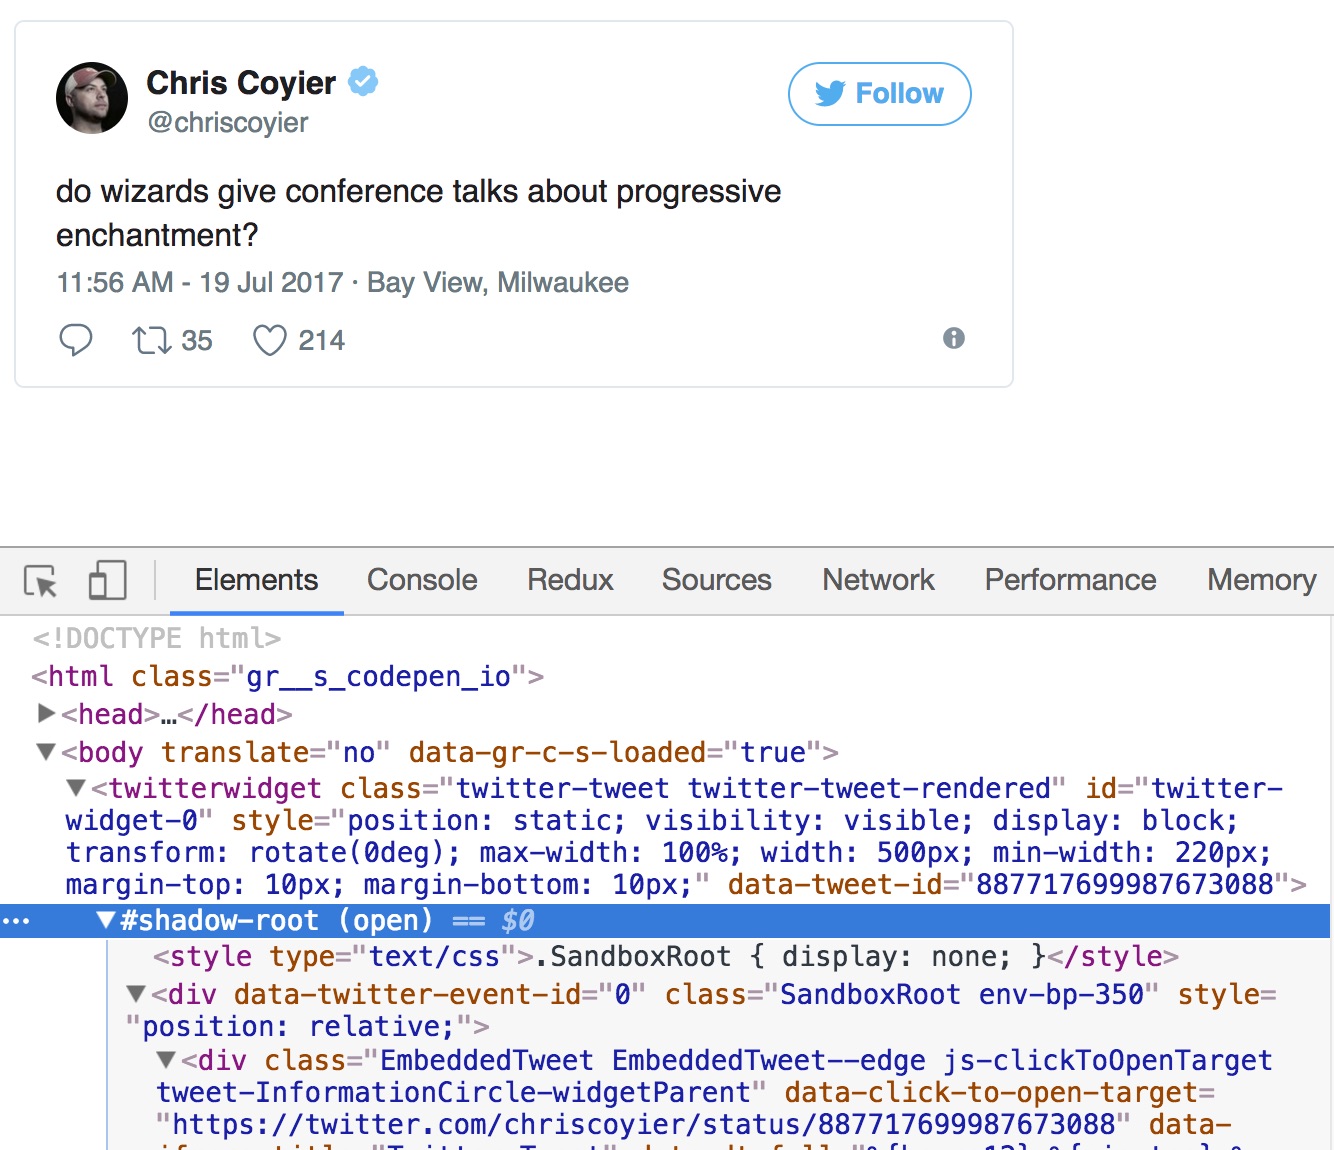 Chris Coyier
@chriscoyier
Follow
do wizards give conference talks about progressive
enchantment?
11:56 AM - 19 Jul 2017 · Bay View, Milwaukee
35 214
Elements Console Redux Sources Network Performance Memory
<!DOCTYPE html>
<html class="gr__s_codepen_io">
▶<head>…</head>
▼<body translate="no" data-gr-c-s-loaded="true">
▼<twitterwidget class="twitter-tweet twitter-tweet-rendered" id="twitter-
widget-0" style="position: static; visibility: visible; display: block;
transform: rotate(0deg); max-width: 100%; width: 500px; min-width: 220px;
margin-top: 10px; margin-bottom: 10px;" data-tweet-id="887717699987673088">
… ▼#shadow-root (open) == $0
<style type="text/css">.SandboxRoot { display: none; }</style>
▼<div data-twitter-event-id="0" class="SandboxRoot env-bp-350" style=
"position: relative;">
▼<div class="EmbeddedTweet EmbeddedTweet--edge js-clickToOpenTarget
tweet-InformationCircle-widgetParent" data-click-to-open-target=
"https://twitter.com/chriscoyier/status/887717699987673088" data-